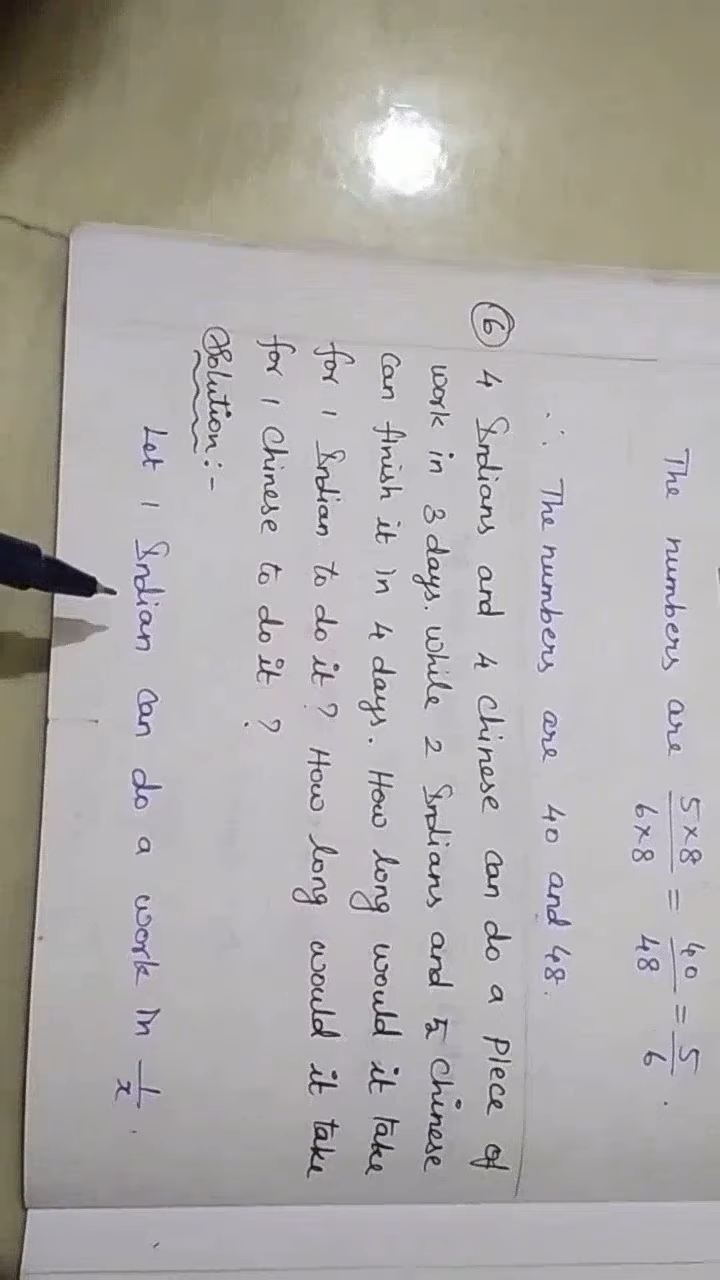 The numbers are 5×8/6×8 = 40/48 = 5/6.
∴ The numbers are 40 and 48.
⑥ 4 Indians and 4 chinese can do a piece of
work in 3 days. while 2 Indians and 5 chinese
can finish it in 4 days. How long would it take
for 1 Indian to do it? How long would it take
for 1 chinese to do it?
Solution:-
Let 1 Indian can do a work in 1/x.